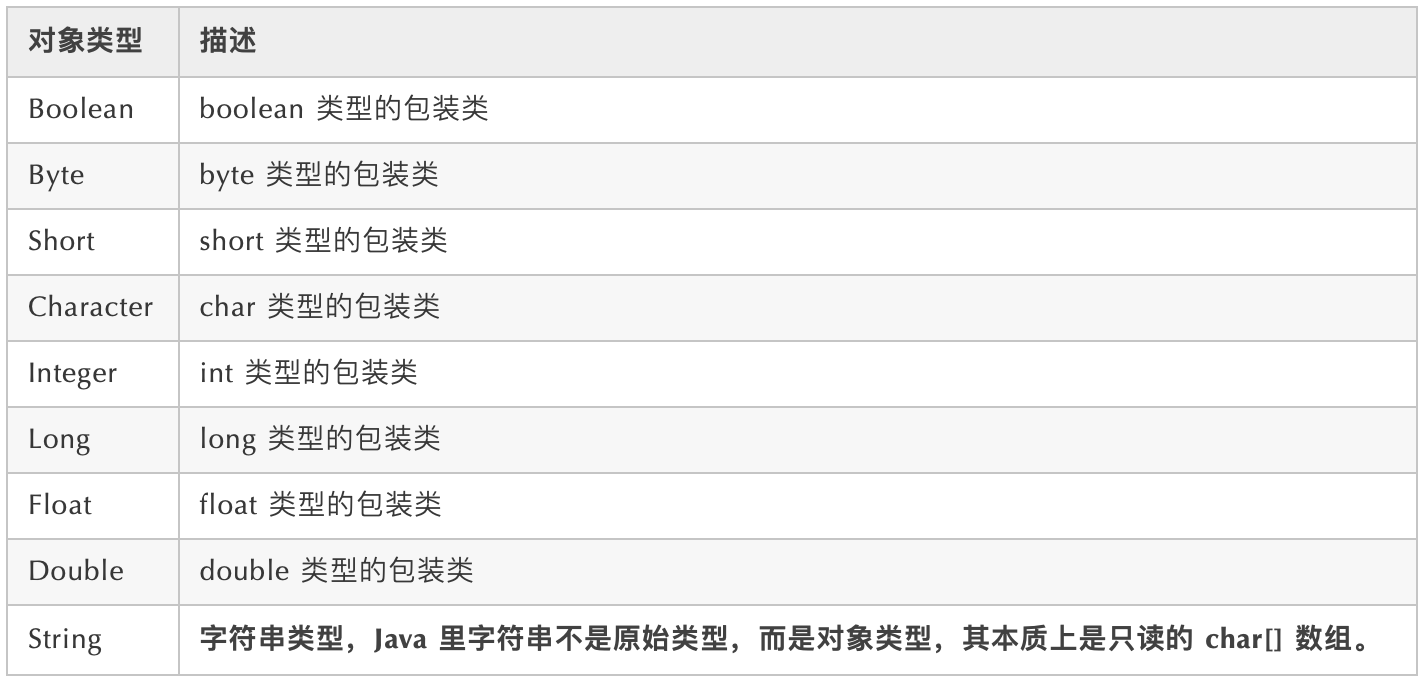 对象类型 描述
Boolean boolean 类型的包装类
Byte byte 类型的包装类
Short short 类型的包装类
Character char 类型的包装类
Integer int 类型的包装类
Long long 类型的包装类
Float float 类型的包装类
Double double 类型的包装类
String 字符串类型，Java 里字符串不是原始类型，而是对象类型，其本质上是只读的 char[] 数组。